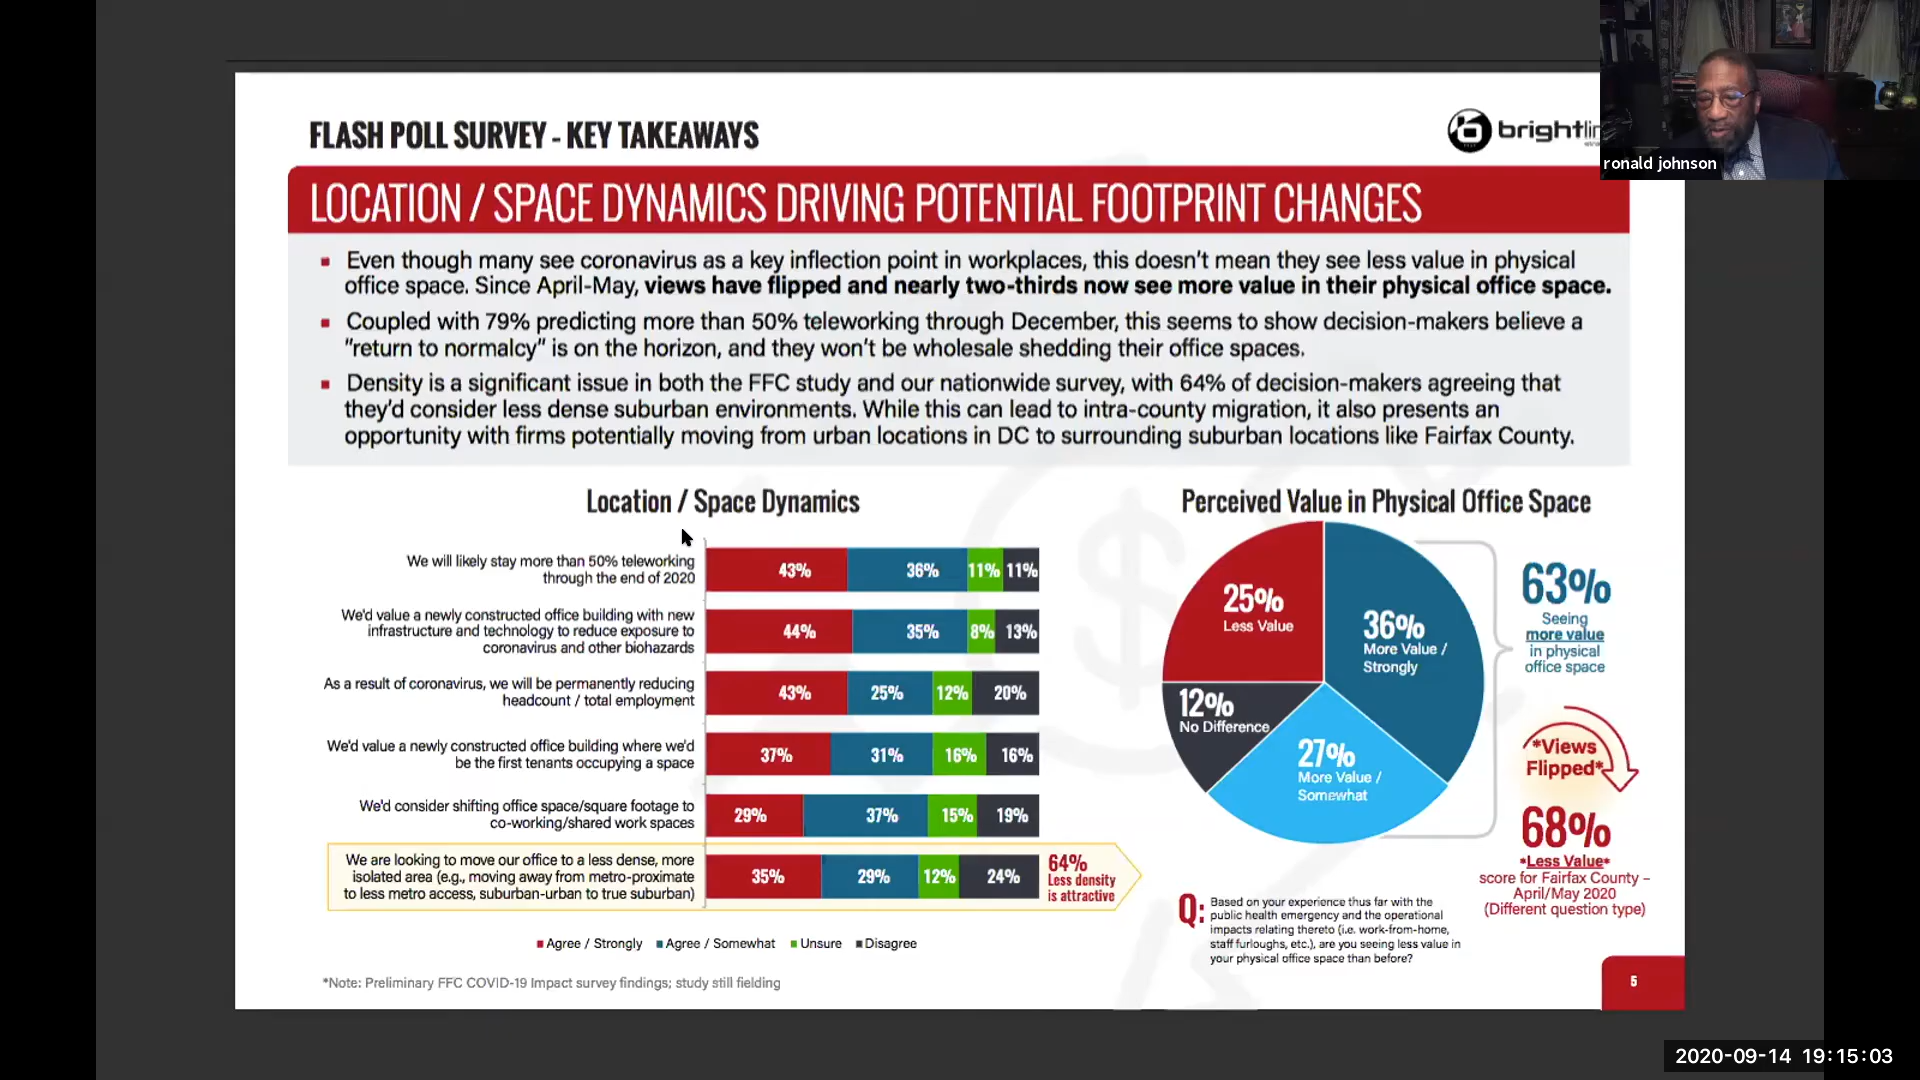 FLASH POLL SURVEY - KEY TAKEAWAYS
ronald johnson
LOCATION / SPACE DYNAMICS DRIVING POTENTIAL FOOTPRINT CHANGES
▪ Even though many see coronavirus as a key inflection point in workplaces, this doesn't mean they see less value in physical
office space. Since April-May, views have flipped and nearly two-thirds now see more value in their physical office space.
▪ Coupled with 79% predicting more than 50% teleworking through December, this seems to show decision-makers believe a
"return to normalcy" is on the horizon, and they won't be wholesale shedding their office spaces.
▪ Density is a significant issue in both the FFC study and our nationwide survey, with 64% of decision-makers agreeing that
they'd consider less dense suburban environments. While this can lead to intra-county migration, it also presents an
opportunity with firms potentially moving from urban locations in DC to surrounding suburban locations like Fairfax County.
Location / Space Dynamics
We will likely stay more than 50% teleworking
through the end of 2020
43% 36% 11% 11%
We'd value a newly constructed office building with new
infrastructure and technology to reduce exposure to
coronavirus and other biohazards
44% 35% 8% 13%
As a result of coronavirus, we will be permanently reducing
headcount / total employment
43% 25% 12% 20%
We'd value a newly constructed office building where we'd
be the first tenants occupying a space
37% 31% 16% 16%
We'd consider shifting office space/square footage to
co-working/shared work spaces
29% 37% 15% 19%
We are looking to move our office to a less dense, more
isolated area (e.g., moving away from metro-proximate
to less metro access, suburban-urban to true suburban)
35% 29% 12% 24%
64%
Less density
is attractive
Agree / Strongly Agree / Somewhat Unsure Disagree
*Note: Preliminary FFC COVID-19 Impact survey findings; study still fielding
Perceived Value in Physical Office Space
25%
Less Value
36%
More Value /
Strongly
12%
No Difference
27%
More Value /
Somewhat
63%
Seeing
more value
in physical
office space
*Views
Flipped*
68%
*Less Value*
score for Fairfax County –
April/May 2020
(Different question type)
Q: Based on your experience thus far with the
public health emergency and the operational
impacts relating thereto (i.e. work-from-home,
staff furloughs, etc.), are you seeing less value in
your physical office space than before?
5
2020-09-14 19:15:03